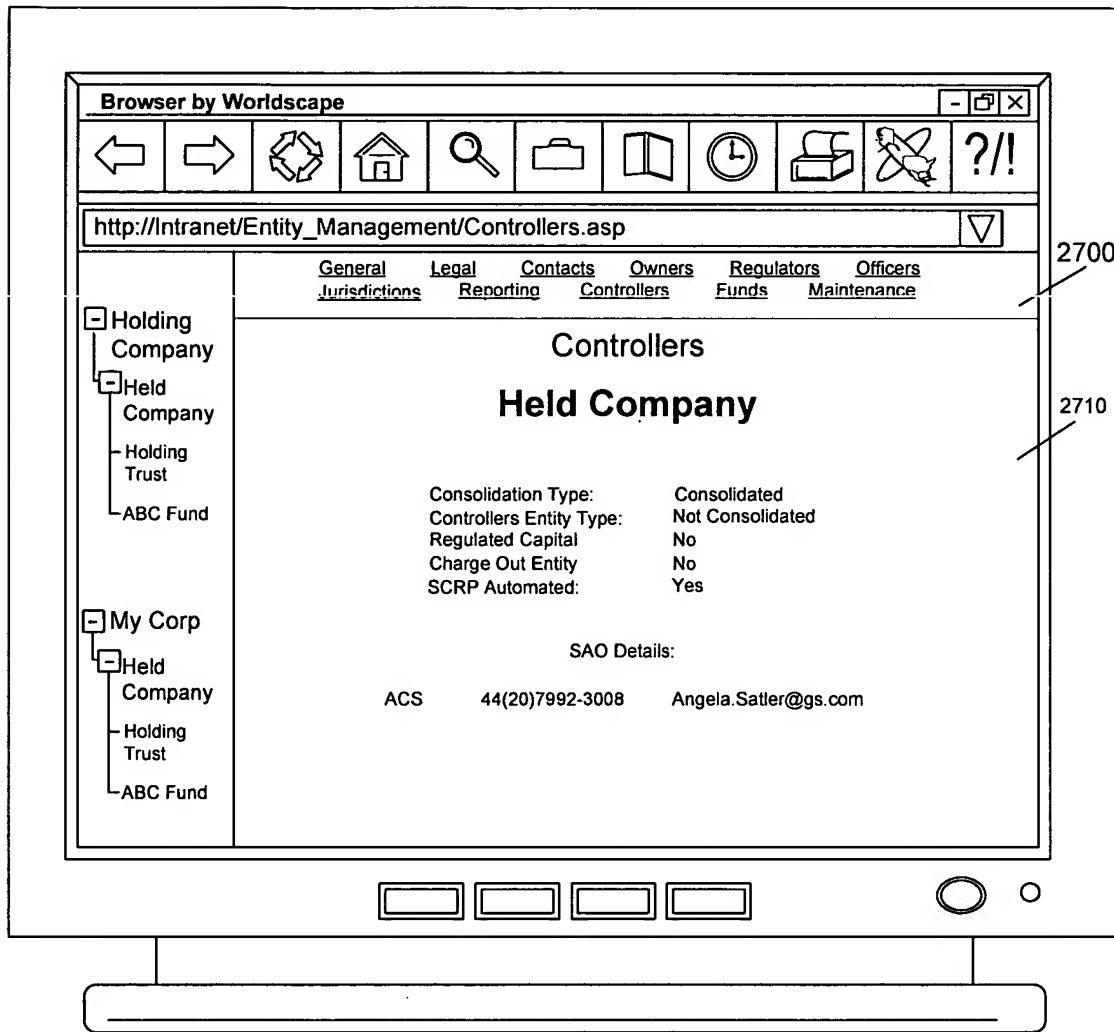 Browser by Worldscape
?/!
http://Intranet/Entity_Management/Controllers.asp
2700
General Legal Contacts Owners Regulators Officers
Jurisdictions Reporting Controllers Funds Maintenance
Holding
Company
Held
Company
Holding
Trust
ABC Fund
My Corp
Held
Company
Holding
Trust
ABC Fund
Controllers
Held Company
2710
Consolidation Type: Consolidated
Controllers Entity Type: Not Consolidated
Regulated Capital No
Charge Out Entity No
SCRP Automated: Yes
SAO Details:
ACS 44(20)7992-3008 Angela.Satler@gs.com